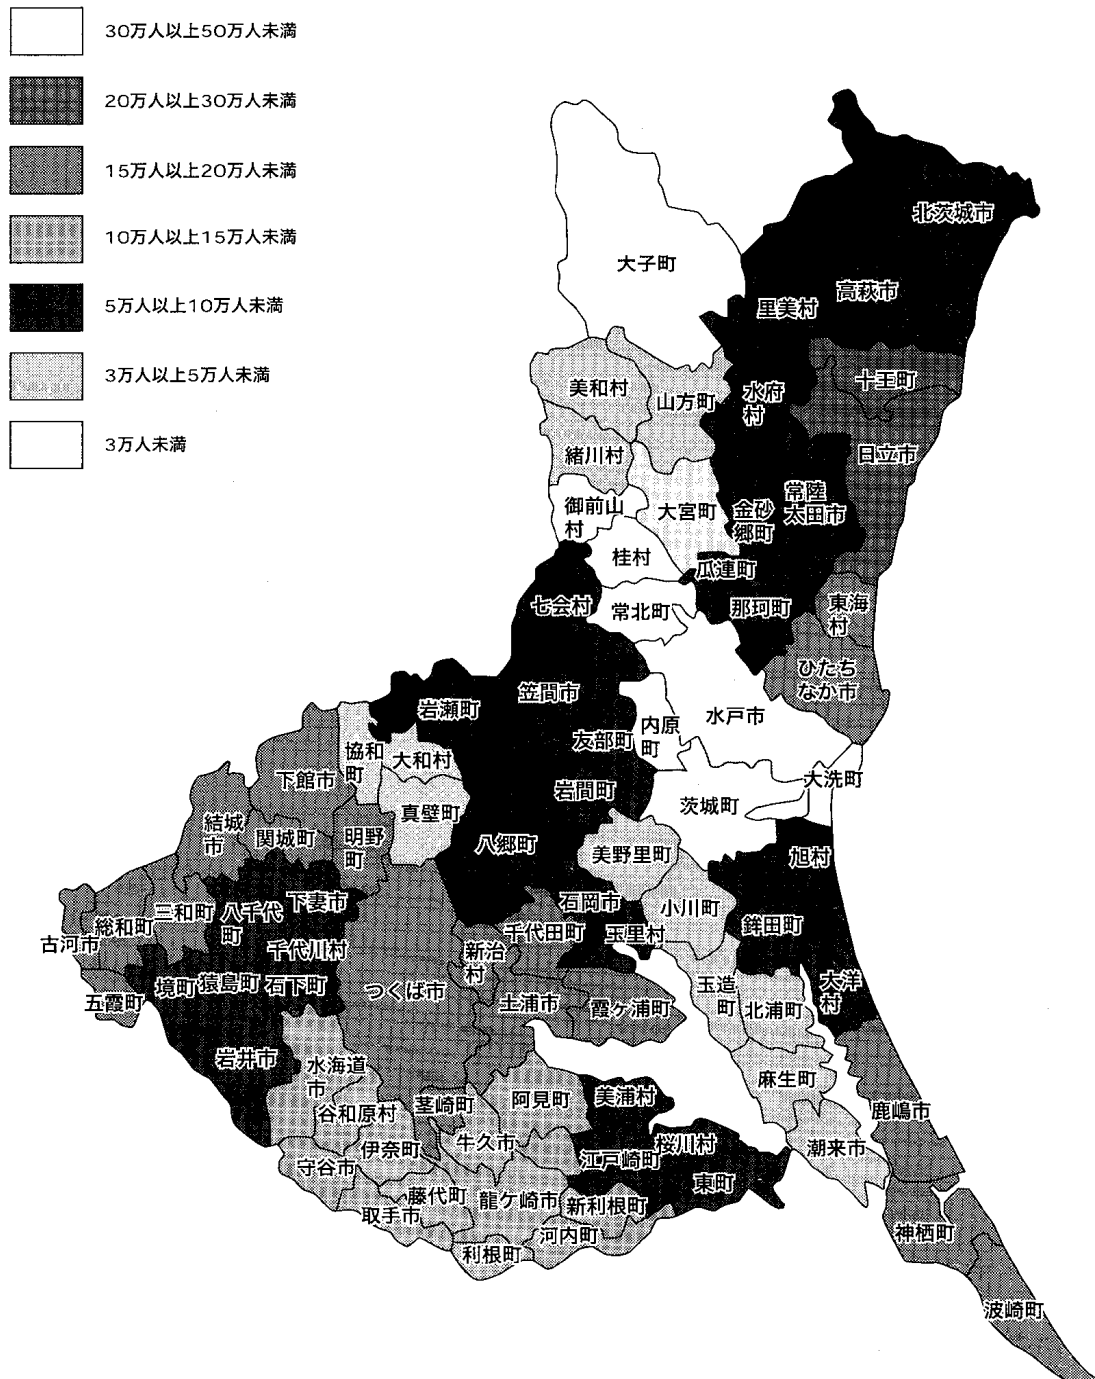 30万人以上50万人未満
20万人以上30万人未満
15万人以上20万人未満
10万人以上15万人未満
5万人以上10万人未満
3万人以上5万人未満
3万人未満
北茨城市
大子町
高萩市
里美村
十王町
美和村
山方町
水府
村
日立市
緒川村
常陸
太田市
御前山
村
大宮町
金砂
郷町
桂村
瓜連町
七会村
常北町
那珂町
東海
村
ひたち
なか市
笠間市
岩瀬町
水戸市
内原
町
友部町
協和
町
大和村
下館市
大洗町
岩間町
茨城町
真壁町
結城
市
関城町
明野
町
八郷町
美野里町
旭村
石岡市
小川町
下妻市
三和町
八千代
町
総和町
古河市
千代田町
玉里村
鉾田町
千代川村
新治
村
境町
猿島町
石下町
つくば市
五霞町
土浦市
霞ヶ浦町
玉造
町
北浦町
大洋
村
岩井市
水海道
市
麻生町
谷和原村
茎崎町
阿見町
美浦村
鹿嶋市
伊奈町
牛久市
桜川村
潮来市
守谷市
江戸崎町
東町
藤代町
龍ケ崎市
新利根町
取手市
河内町
神栖町
利根町
波崎町